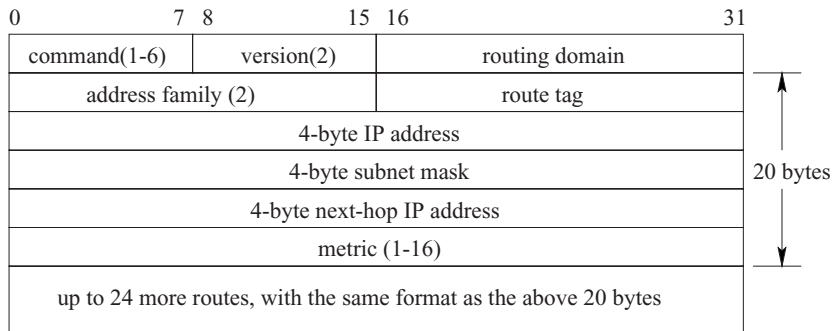 0 7 8 15 16 31
command(1-6) version(2) routing domain
address family (2) route tag
4-byte IP address
4-byte subnet mask
20 bytes
4-byte next-hop IP address
metric (1-16)
up to 24 more routes, with the same format as the above 20 bytes